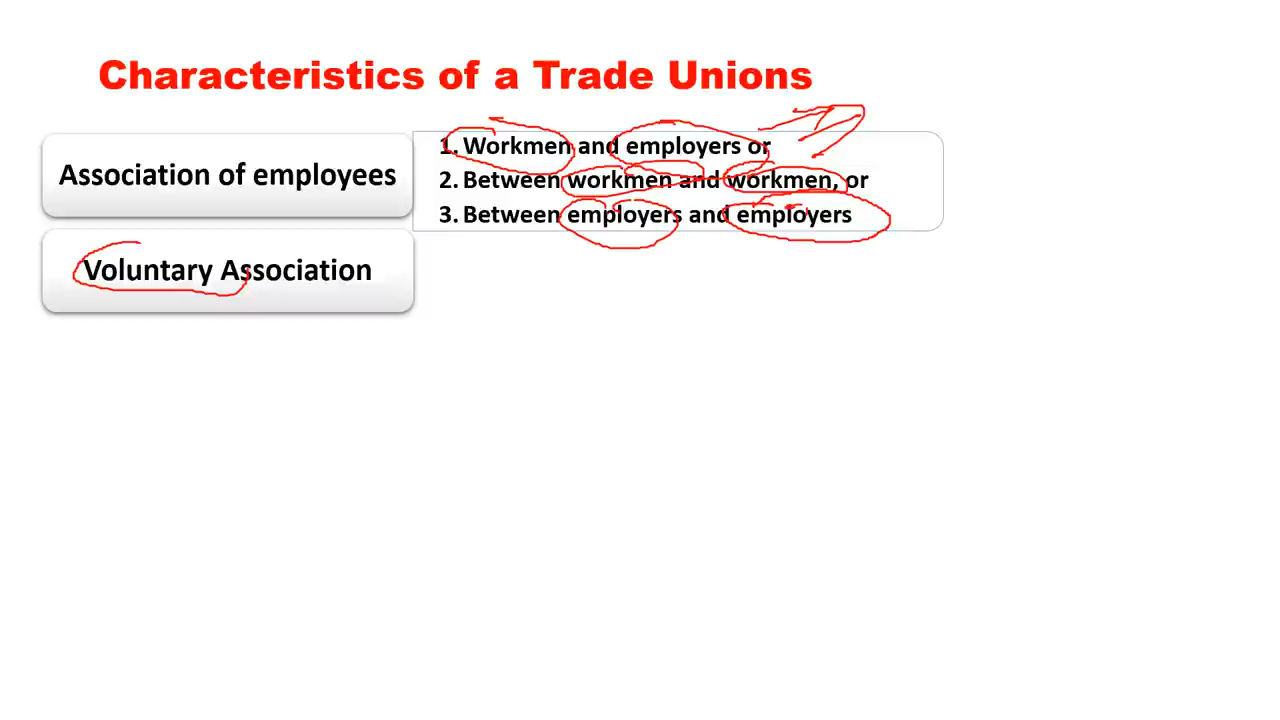 Characteristics of a Trade Unions
Association of employees
1. Workmen and employers or
2. Between workmen and workmen, or
3. Between employers and employers
Voluntary Association